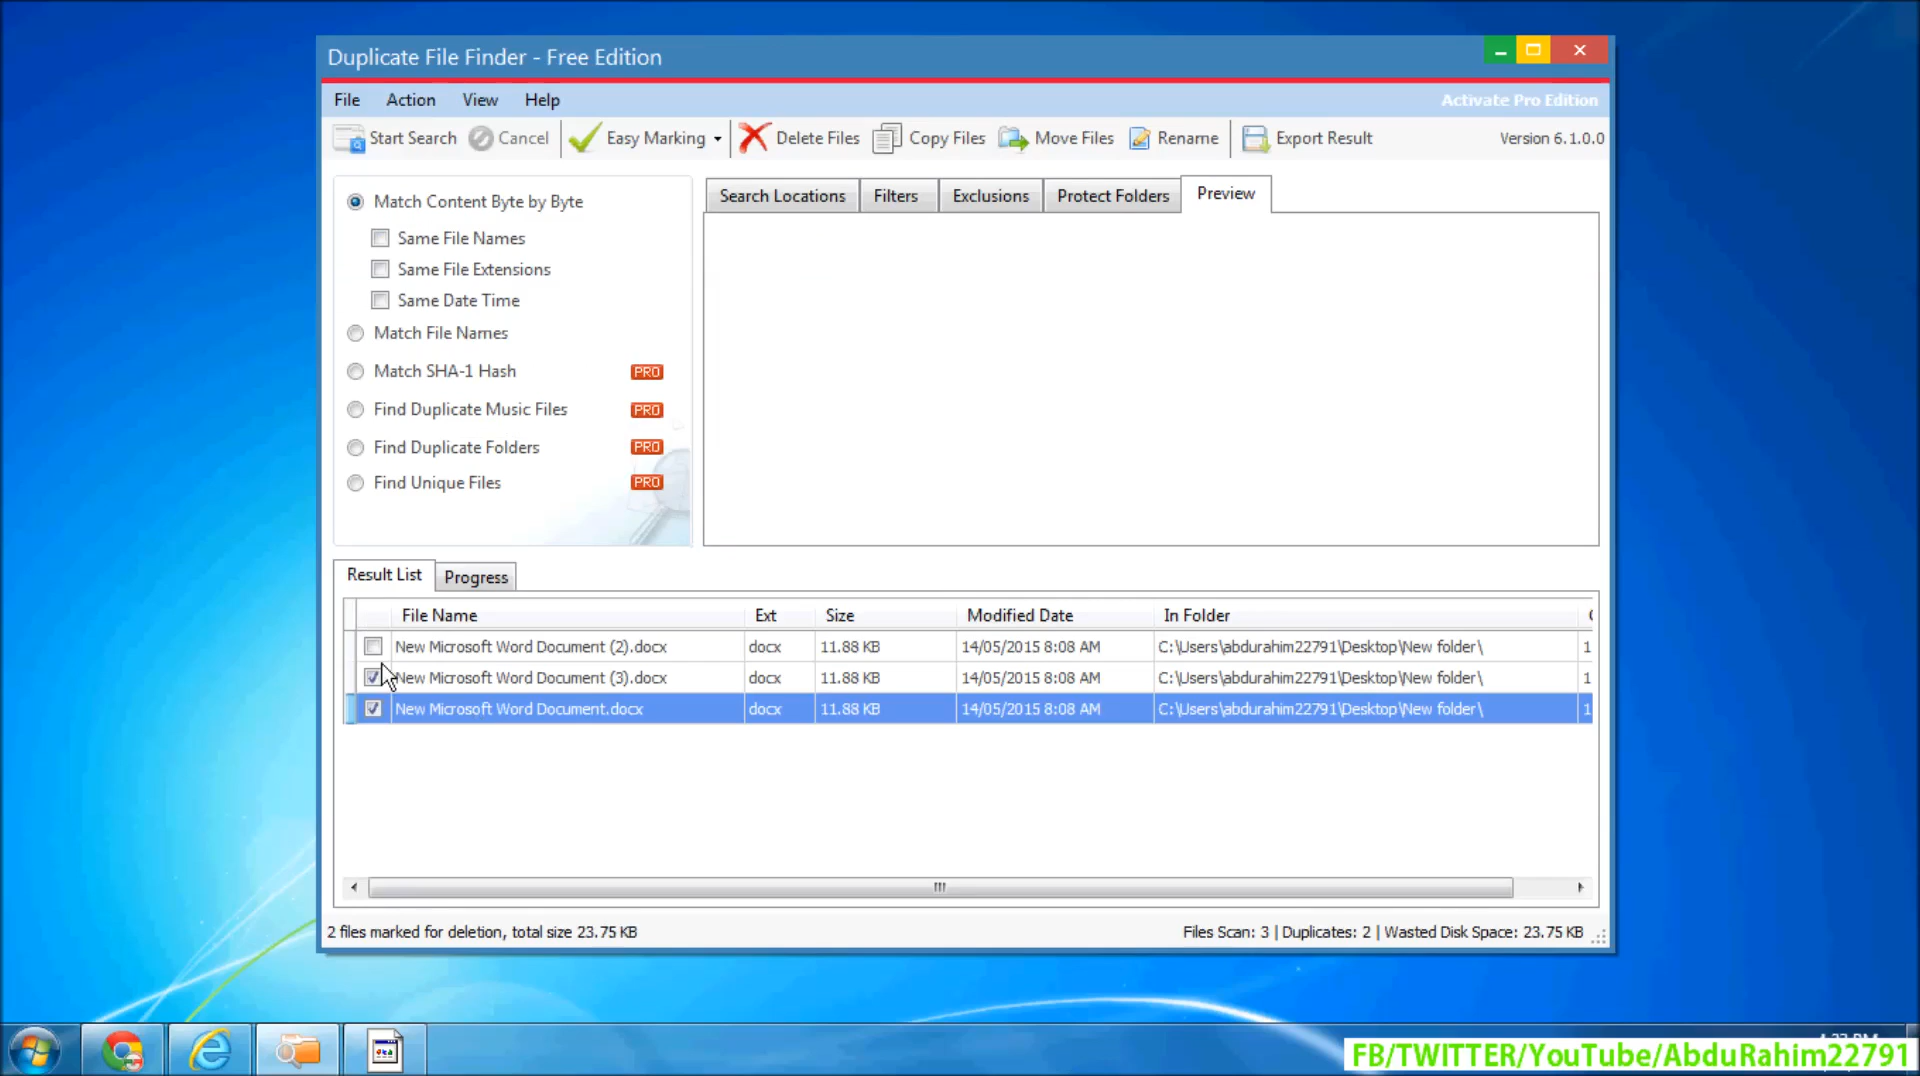 Duplicate File Finder - Free Edition
File Action View Help Activate Pro Edition
Start Search Cancel Easy Marking Delete Files Copy Files Move Files Rename Export Result Version 6.1.0.0
Match Content Byte by Byte
Same File Names
Same File Extensions
Same Date Time
Match File Names
Match SHA-1 Hash PRO
Find Duplicate Music Files PRO
Find Duplicate Folders PRO
Find Unique Files PRO
Search Locations Filters Exclusions Protect Folders Preview
Result List Progress
File Name Ext Size Modified Date In Folder
New Microsoft Word Document (2).docx docx 11.88 KB 14/05/2015 8:08 AM C:\Users\abdurahim22791\Desktop\New folder\ 1
New Microsoft Word Document (3).docx docx 11.88 KB 14/05/2015 8:08 AM C:\Users\abdurahim22791\Desktop\New folder\ 1
New Microsoft Word Document.docx docx 11.88 KB 14/05/2015 8:08 AM C:\Users\abdurahim22791\Desktop\New folder\ 1
2 files marked for deletion, total size 23.75 KB Files Scan: 3 | Duplicates: 2 | Wasted Disk Space: 23.75 KB
FB/TWITTER/YouTube/AbduRahim22791